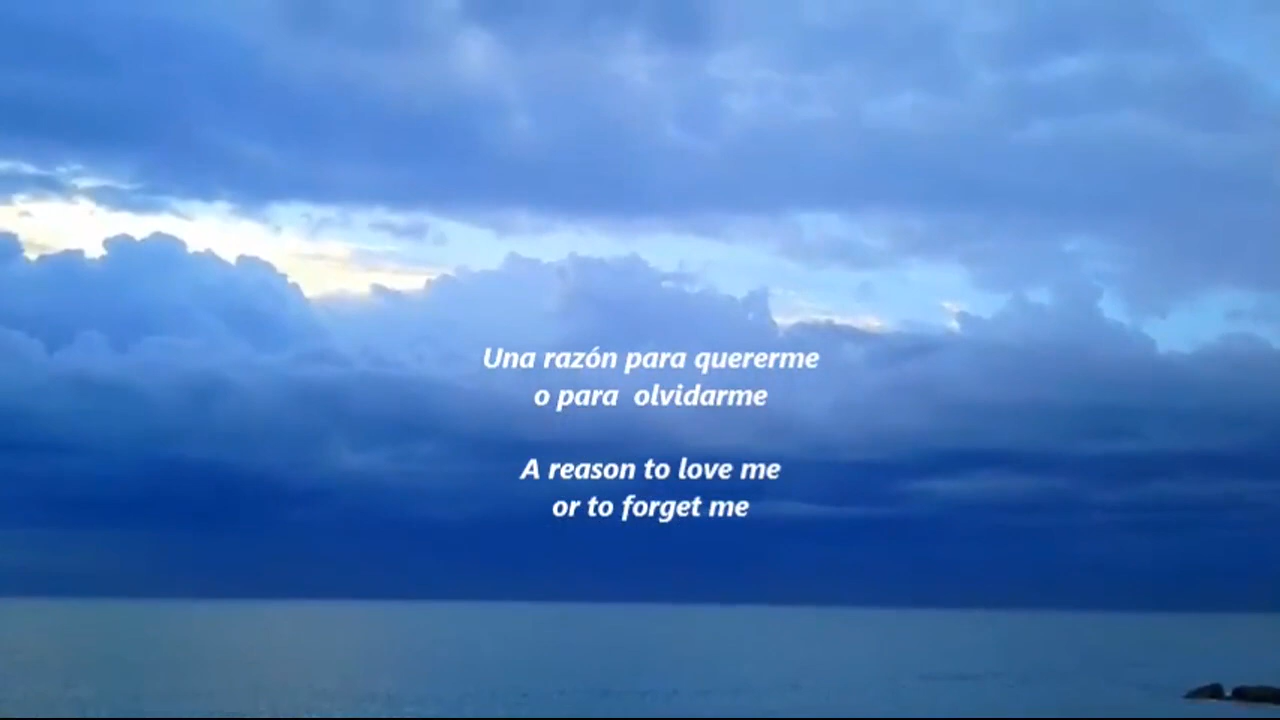 Una razón para quererme
o para olvidarme
A reason to love me
or to forget me